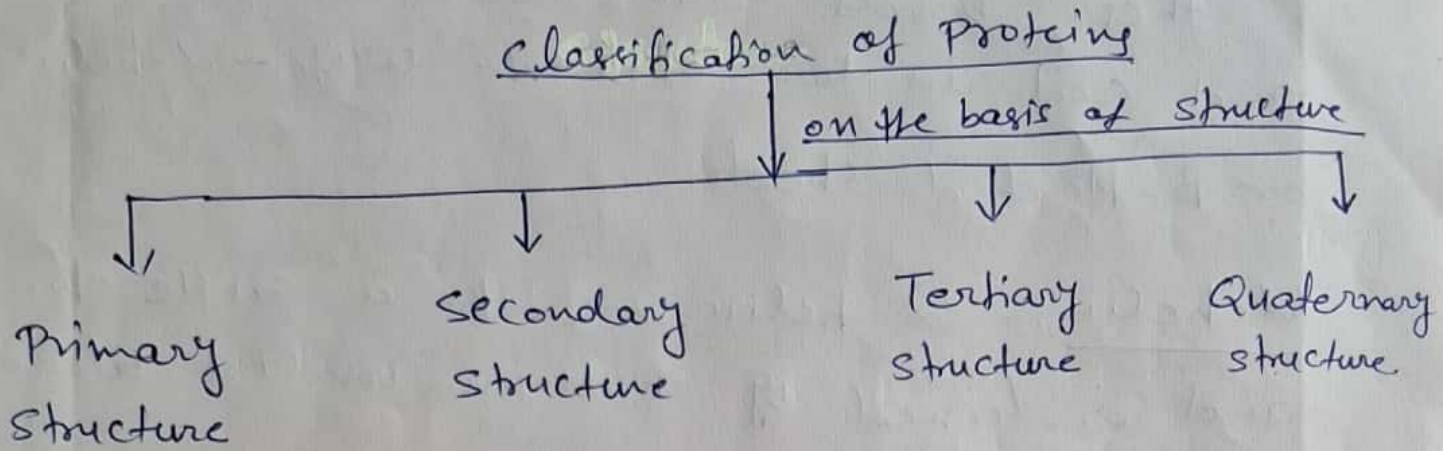 Classification of Proteins
on the basis of structure
Primary
structure
Secondary
structure
Tertiary
structure
Quaternary
structure